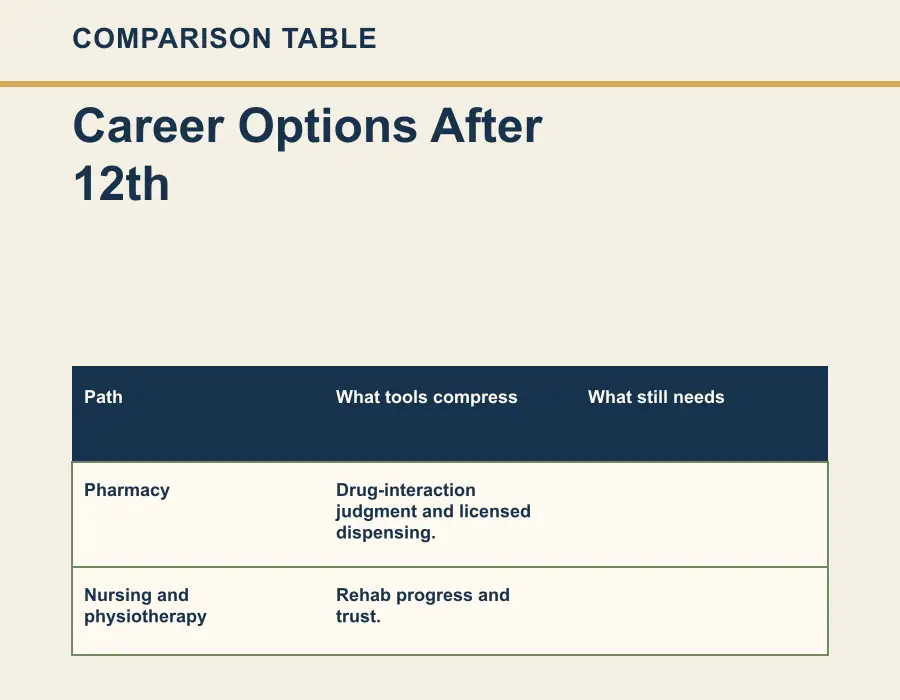 COMPARISON TABLE
Career Options After
12th
Path
What tools compress
What still needs
Pharmacy
Drug-interaction
judgment and licensed
dispensing.
Nursing and
physiotherapy
Rehab progress and
trust.